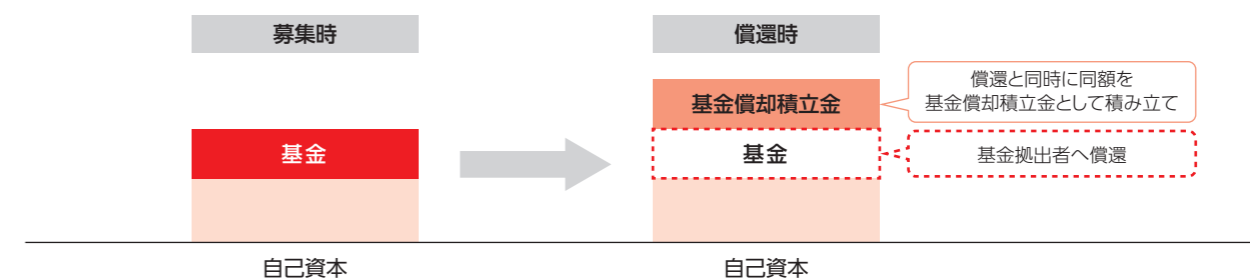 募集時
償還時
基金償却積立金
償還と同時に同額を
基金償却積立金として積み立て
基金
基金
基金拠出者へ償還
自己資本
自己資本